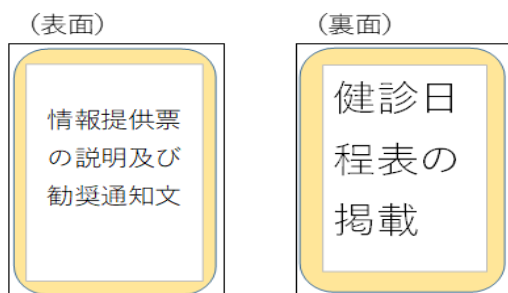 (表面)
情報提供票
の説明及び
勧奨通知文
(裏面)
健診日
程表の
掲載